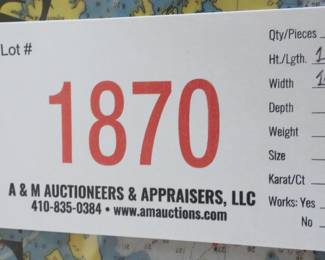 Lot #
1870
A & M AUCTIONEERS & APPRAISERS, LLC
410-835-0384 • www.amauctions.com
Qty/Pieces
Ht./Lgth.
Width
Depth
Weight
Size
Karat/Ct
Works: Yes
No